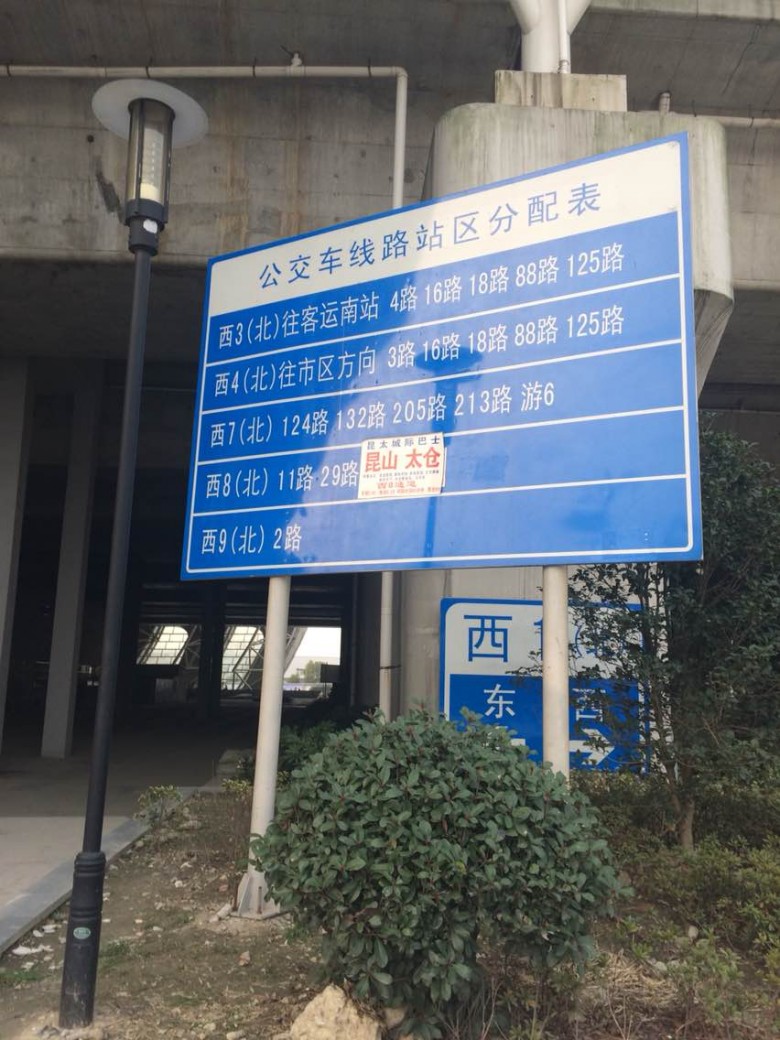 公交车线路站区分配表
西3(北)往客运南站 4路 16路 18路 88路 125路
西4(北)往市区方向 3路 16路 18路 88路 125路
西7(北) 124路 132路 205路 213路 游6
西8(北) 11路 29路
昆太城际巴士
昆山 太仓
西9(北) 2路
西
东 西